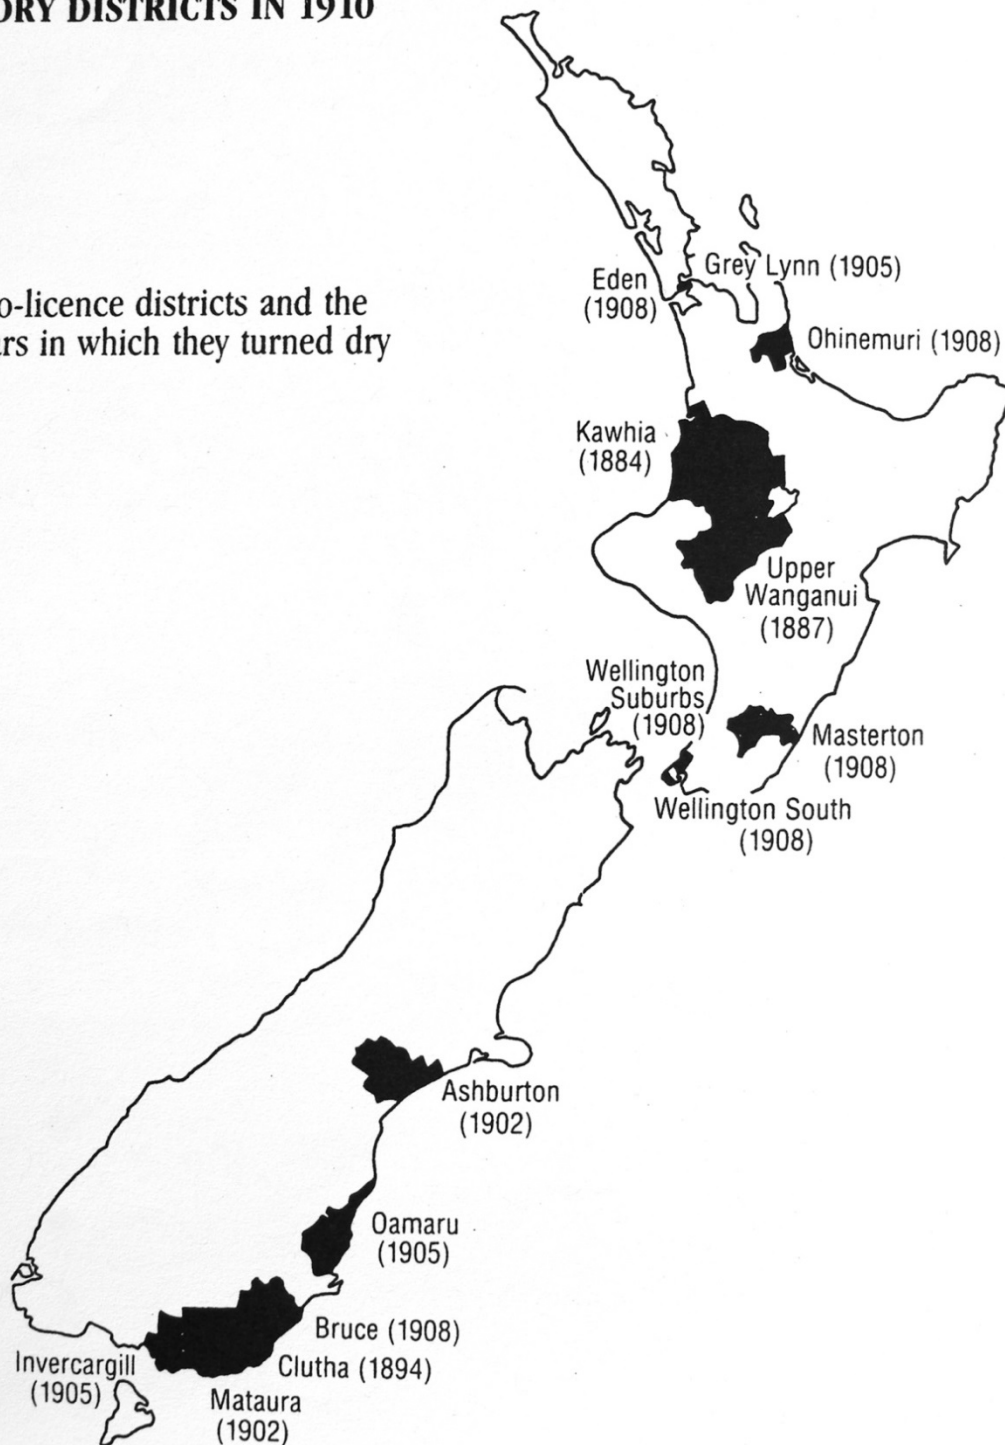 DRY DISTRICTS IN 1910
o-licence districts and the
rs in which they turned dry
Eden
(1908)
Grey Lynn (1905)
Ohinemuri (1908)
Kawhia
(1884)
Upper
Wanganui
(1887)
Wellington
Suburbs
(1908)
Masterton
(1908)
Wellington South
(1908)
Ashburton
(1902)
Oamaru
(1905)
Bruce (1908)
Clutha (1894)
Invercargill
(1905)
Mataura
(1902)